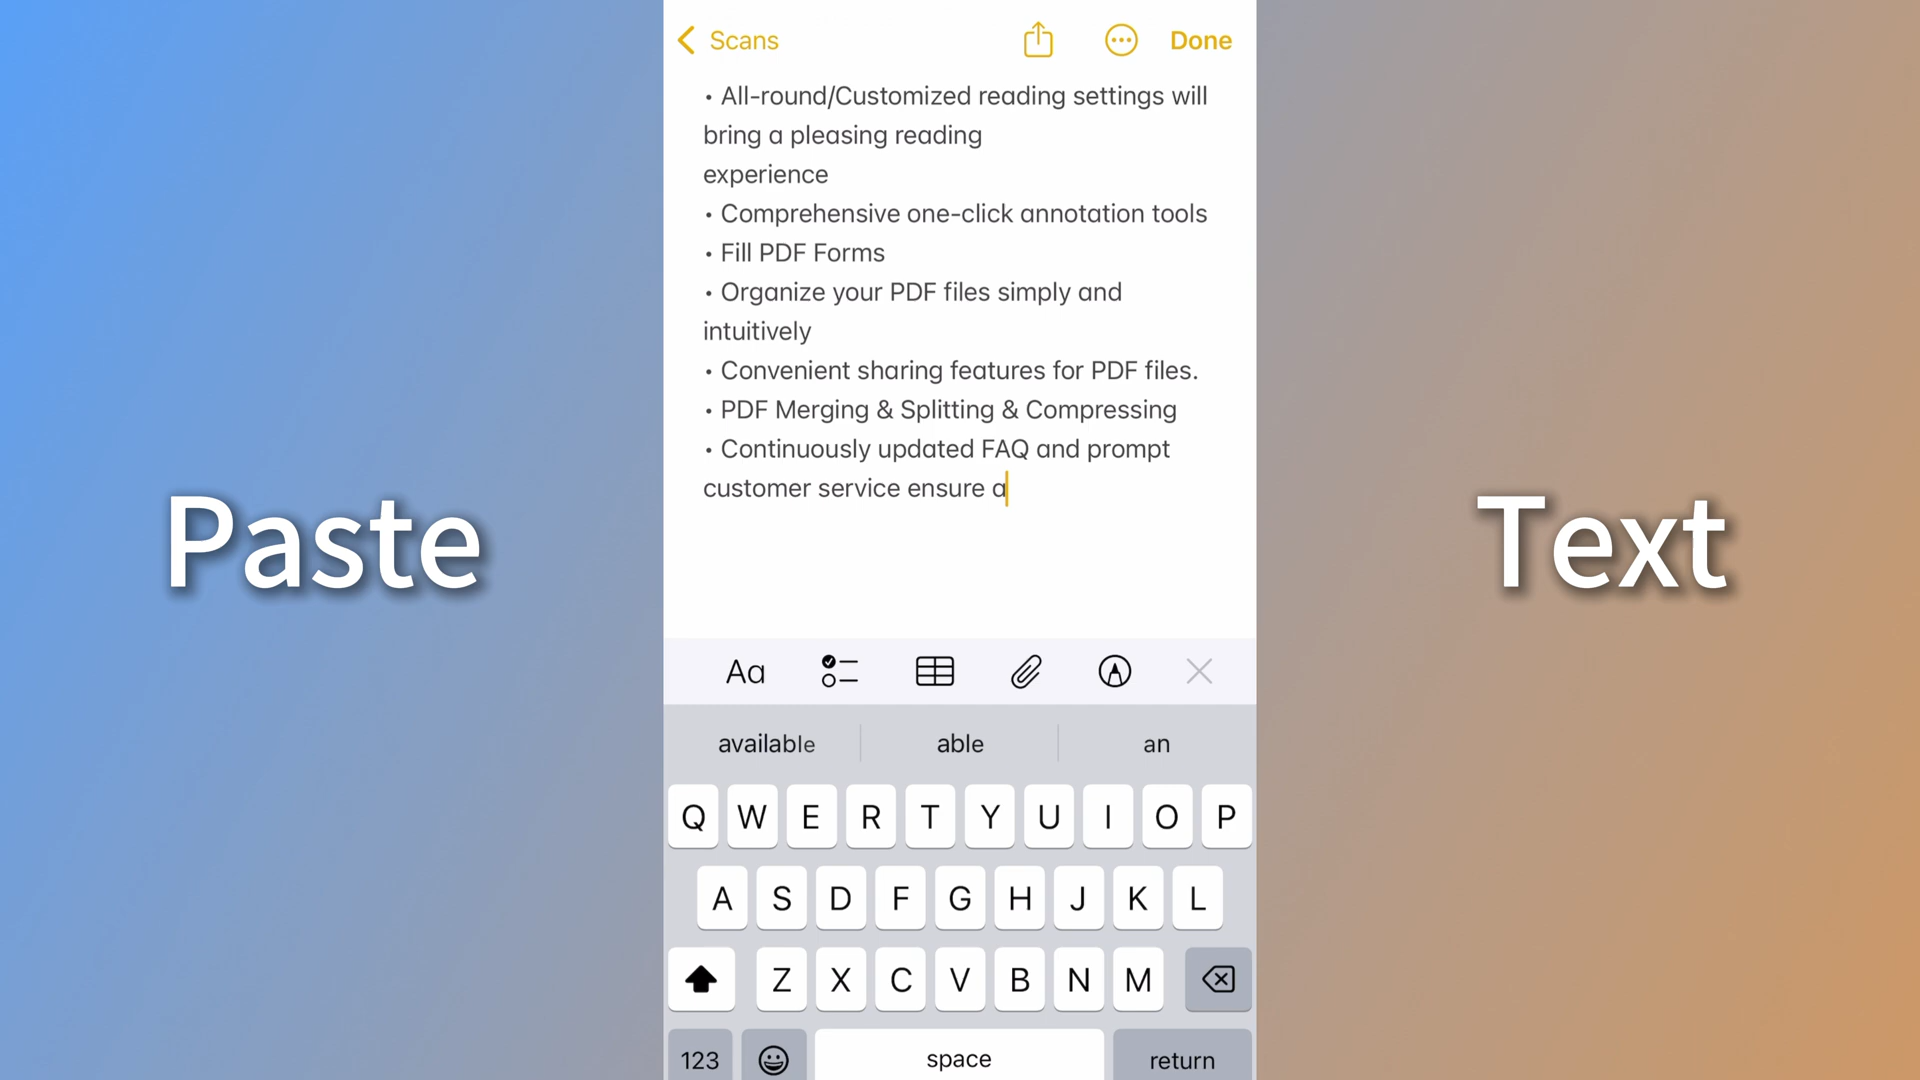 Scans
Done
• All-round/Customized reading settings will
bring a pleasing reading
experience
• Comprehensive one-click annotation tools
• Fill PDF Forms
• Organize your PDF files simply and
intuitively
• Convenient sharing features for PDF files.
• PDF Merging & Splitting & Compressing
• Continuously updated FAQ and prompt
customer service ensure a
Paste
Text
Aa
available able an
Q W E R T Y U I O P
A S D F G H J K L
Z X C V B N M
123 space return